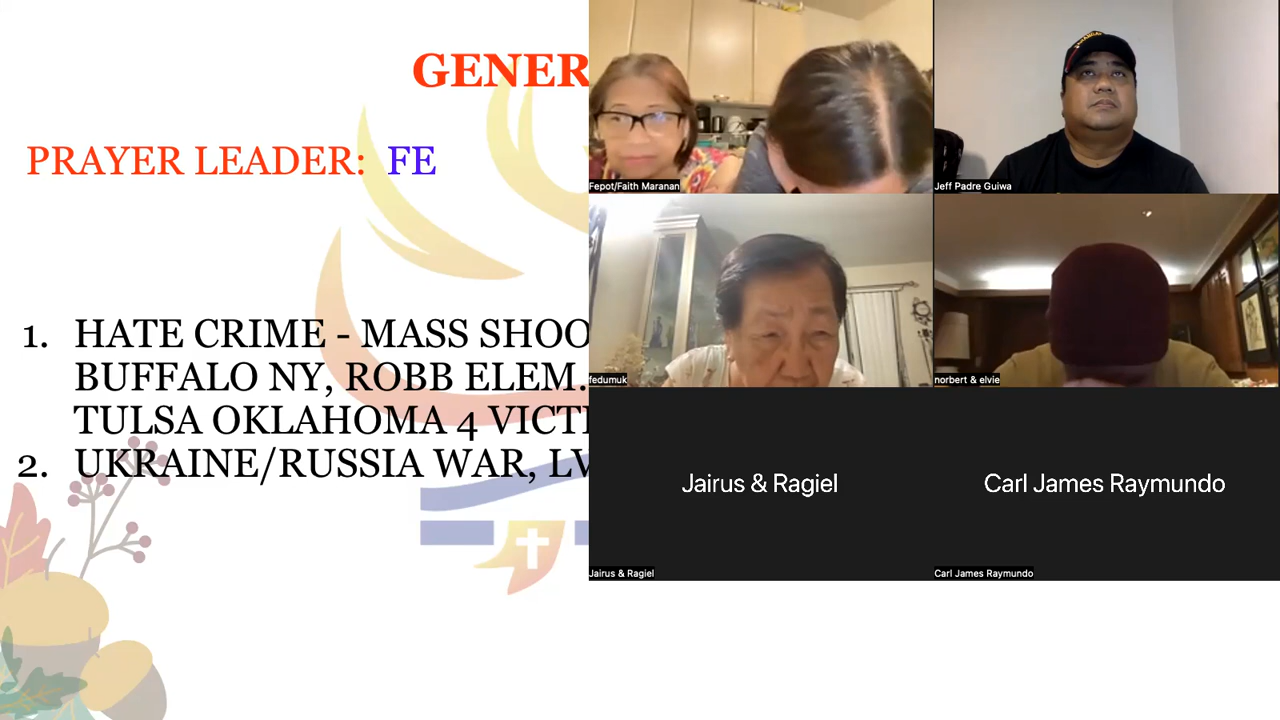 GENER
PRAYER LEADER: FE
1. HATE CRIME - MASS SHOO
BUFFALO NY, ROBB ELEM.
TULSA OKLAHOMA 4 VICTI
2. UKRAINE/RUSSIA WAR, LV
Fepot/Faith Maranan
Jeff Padre Guiwa
fedumuk
norbert & elvie
Jairus & Ragiel
Carl James Raymundo
Jairus & Ragiel
Carl James Raymundo